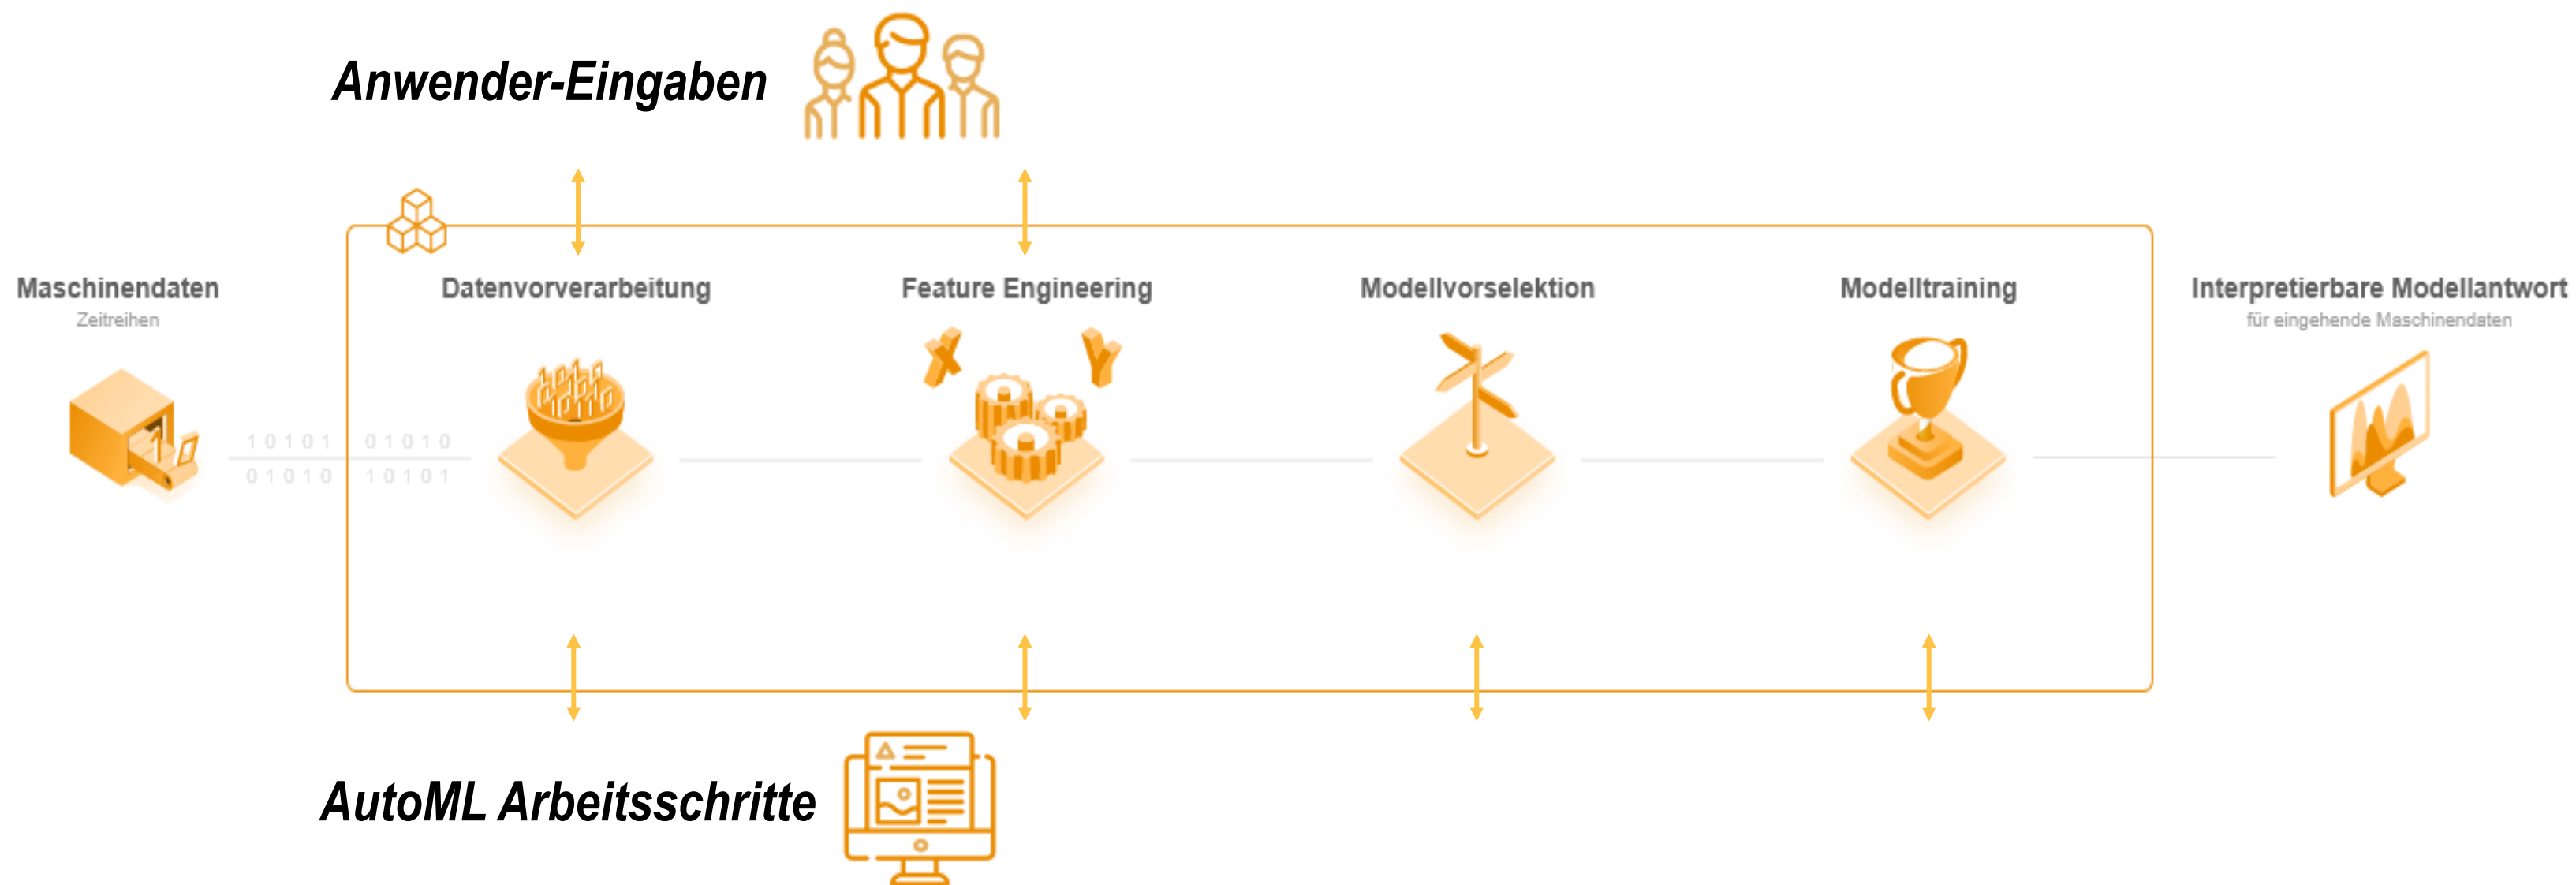 Anwender-Eingaben
Maschinendaten
Zeitreihen
Datenvorverarbeitung
Feature Engineering
X Y
Modellvorselektion
Modelltraining
Interpretierbare Modellantwort
für eingehende Maschinendaten
10101 01010
01010 10101
AutoML Arbeitsschritte